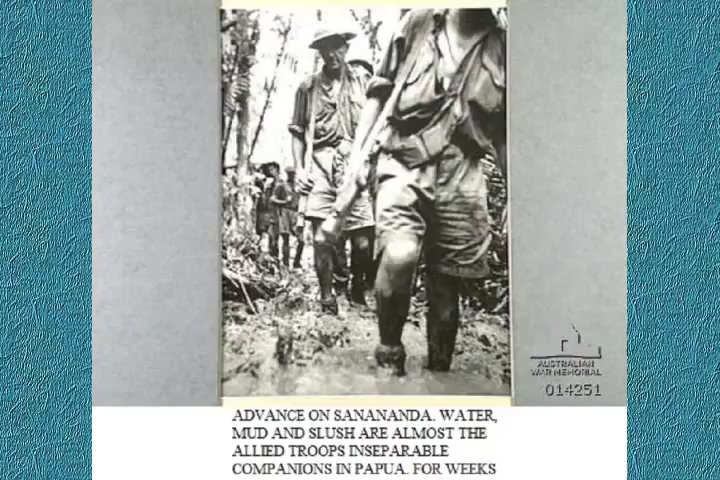 AUSTRALIAN
WAR MEMORIAL
014251
ADVANCE ON SANANANDA. WATER,
MUD AND SLUSH ARE ALMOST THE
ALLIED TROOPS INSEPARABLE
COMPANIONS IN PAPUA. FOR WEEKS